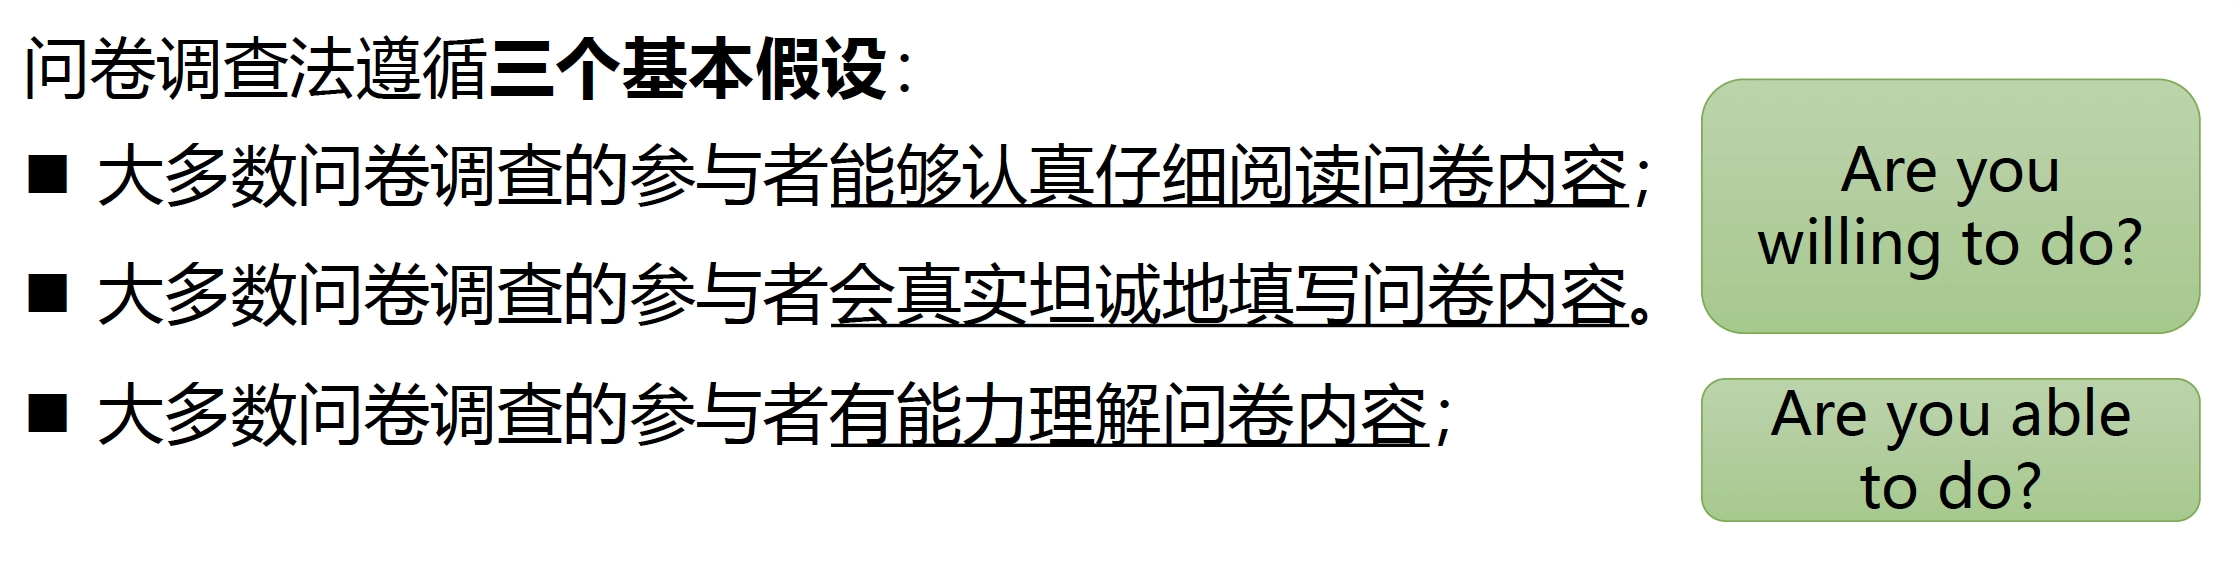 问卷调查法遵循三个基本假设：
■ 大多数问卷调查的参与者能够认真仔细阅读问卷内容；
■ 大多数问卷调查的参与者会真实坦诚地填写问卷内容。
■ 大多数问卷调查的参与者有能力理解问卷内容；
Are you
willing to do?
Are you able
to do?